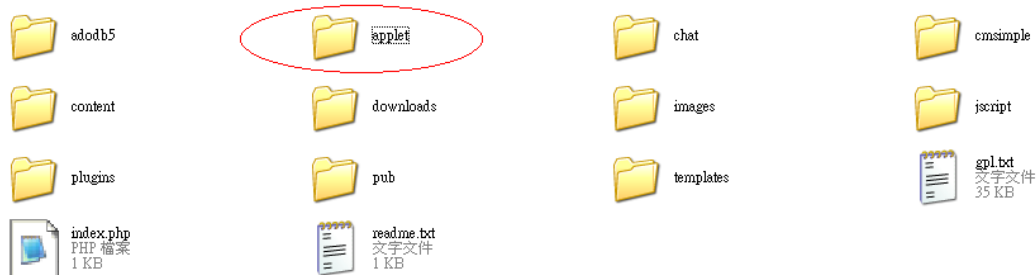 adodb5
applet
chat
cmsimple
content
downloads
images
jscript
plugins
pub
templates
gpl.txt
文字文件
35 KB
index.php
PHP 檔案
1 KB
readme.txt
文字文件
1 KB